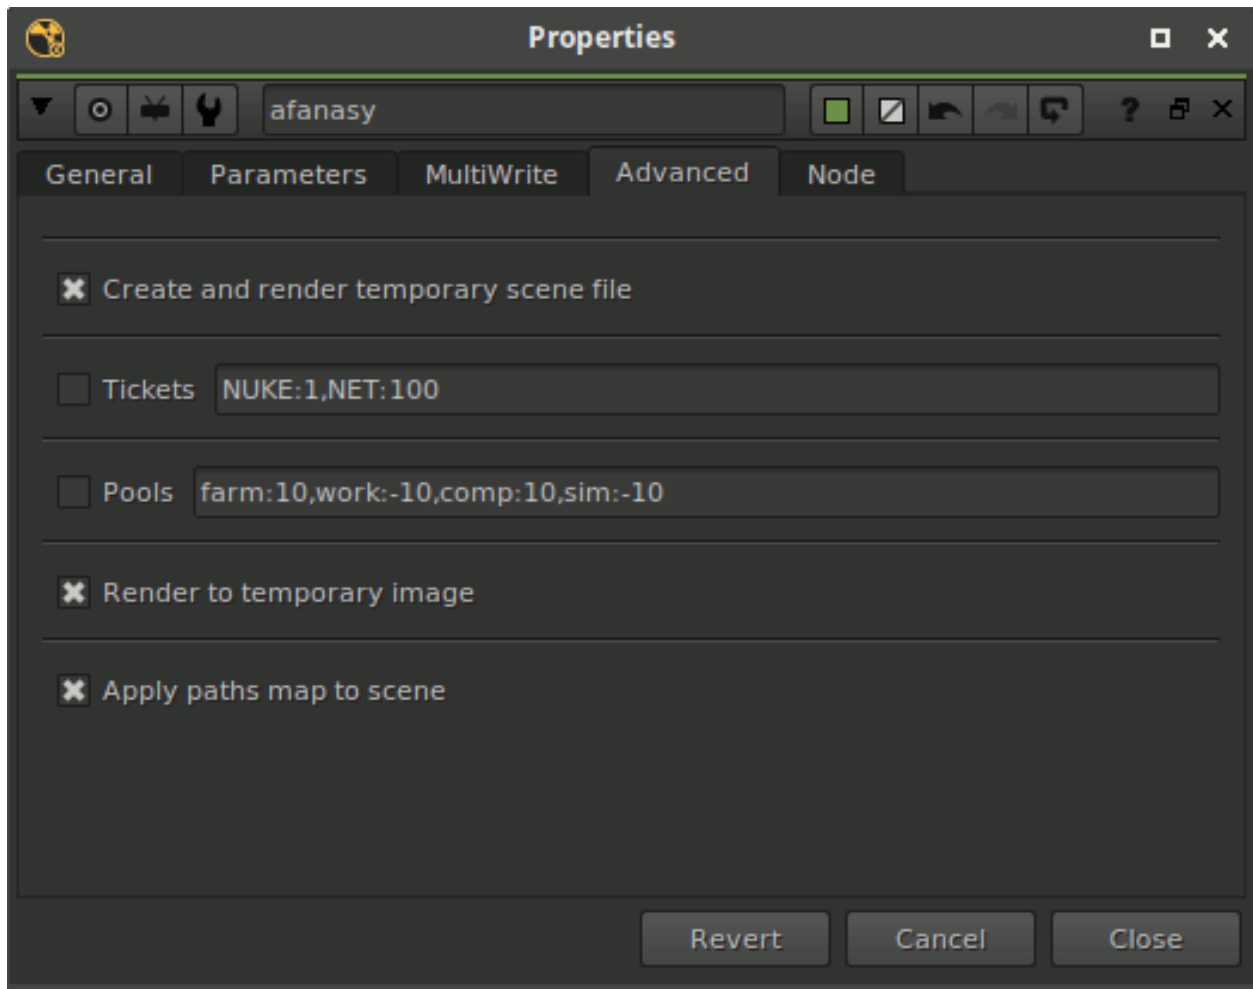 Properties
afanasy
?
General Parameters MultiWrite Advanced Node
Create and render temporary scene file
Tickets NUKE:1,NET:100
Pools farm:10,work:-10,comp:10,sim:-10
Render to temporary image
Apply paths map to scene
Revert Cancel Close